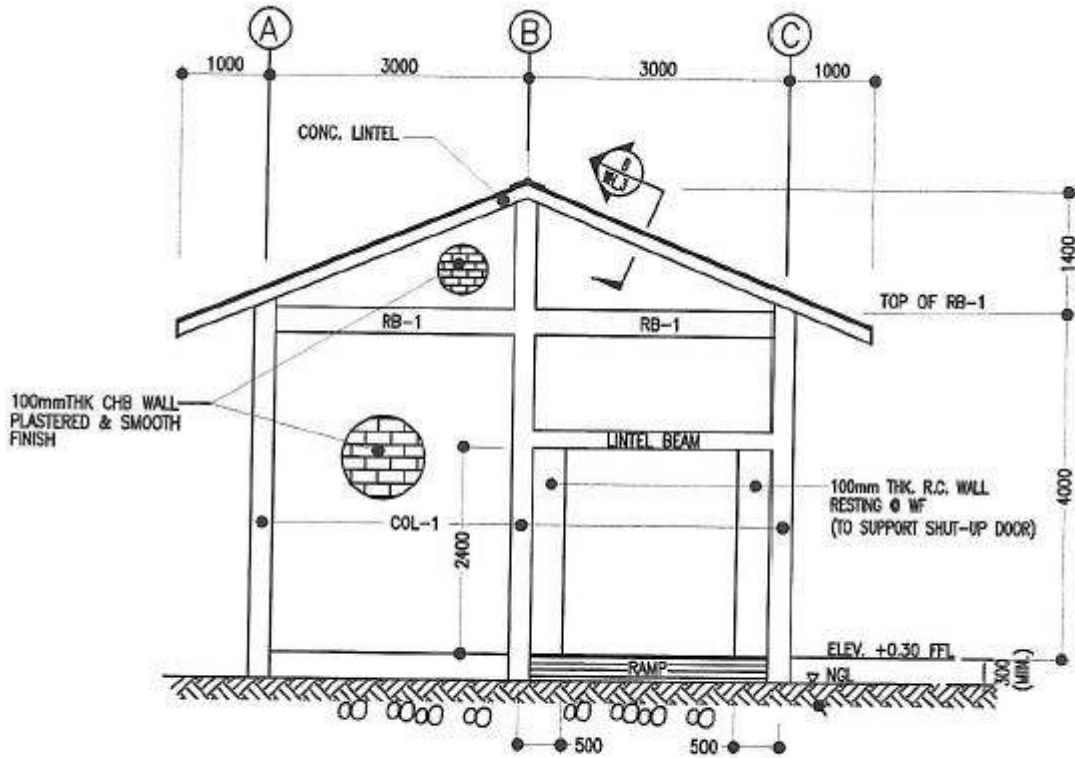 A
B
C
1000
3000
3000
1000
CONC. LINTEL
B
1400
TOP OF RB-1
RB-1
RB-1
100mmTHK CHB WALL
PLASTERED & SMOOTH
FINISH
LINTEL BEAM
100mm THK. R.C. WALL
RESTING @ WF
(TO SUPPORT SHUT-UP DOOR)
4000
COL-1
2400
ELEV. +0.30 FFL
RAMP
NGL
300
(MIN.)
500
500